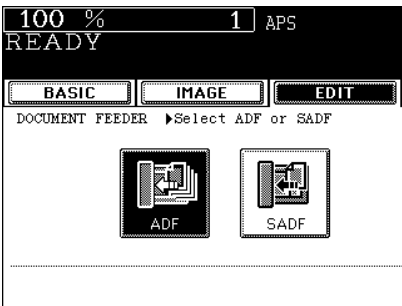 100 % 1 APS
READY
BASIC IMAGE EDIT
DOCUMENT FEEDER ▶Select ADF or SADF
ADF SADF